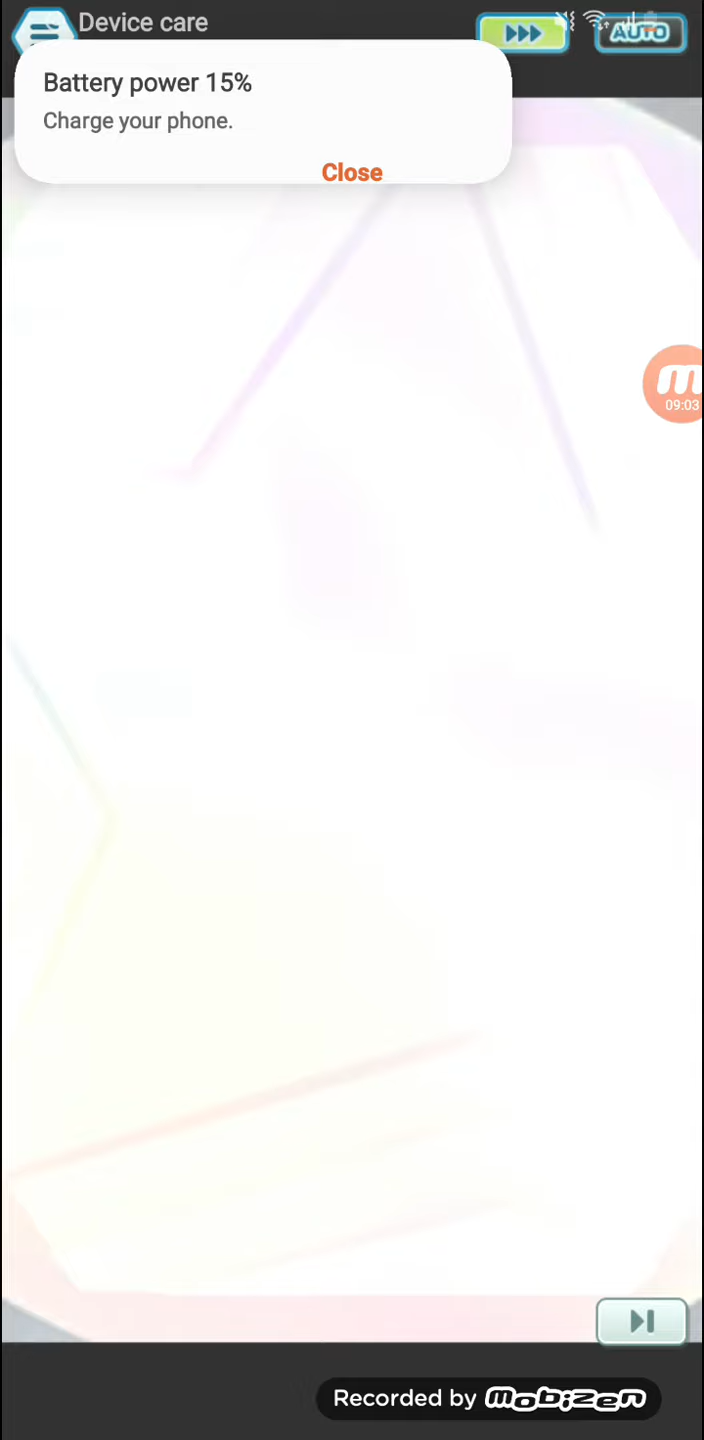 Device care
AUTO
Battery power 15%
Charge your phone.
Close
m
09:03
Recorded by Mobizen